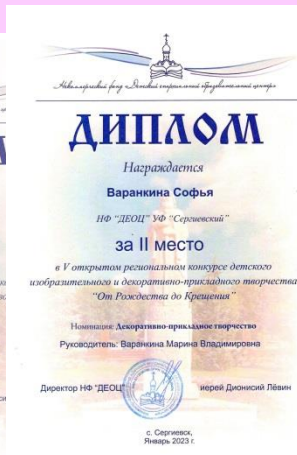 Некоммерческий фонд «Детский епархиальный образовательный центр»
ДИПЛОМ
Награждается
Варанкина Софья
НФ "ДЕОЦ" УФ "Сергиевский"
за II место
в V открытом региональном конкурсе детского
изобразительного и декоративно-прикладного творчества
"От Рождества до Крещения"
Номинация: Декоративно-прикладное творчество
Руководитель: Варанкина Марина Владимировна
Директор НФ "ДЕОЦ" иерей Дионисий Лёвин
с. Сергиевск,
Январь 2023 г.